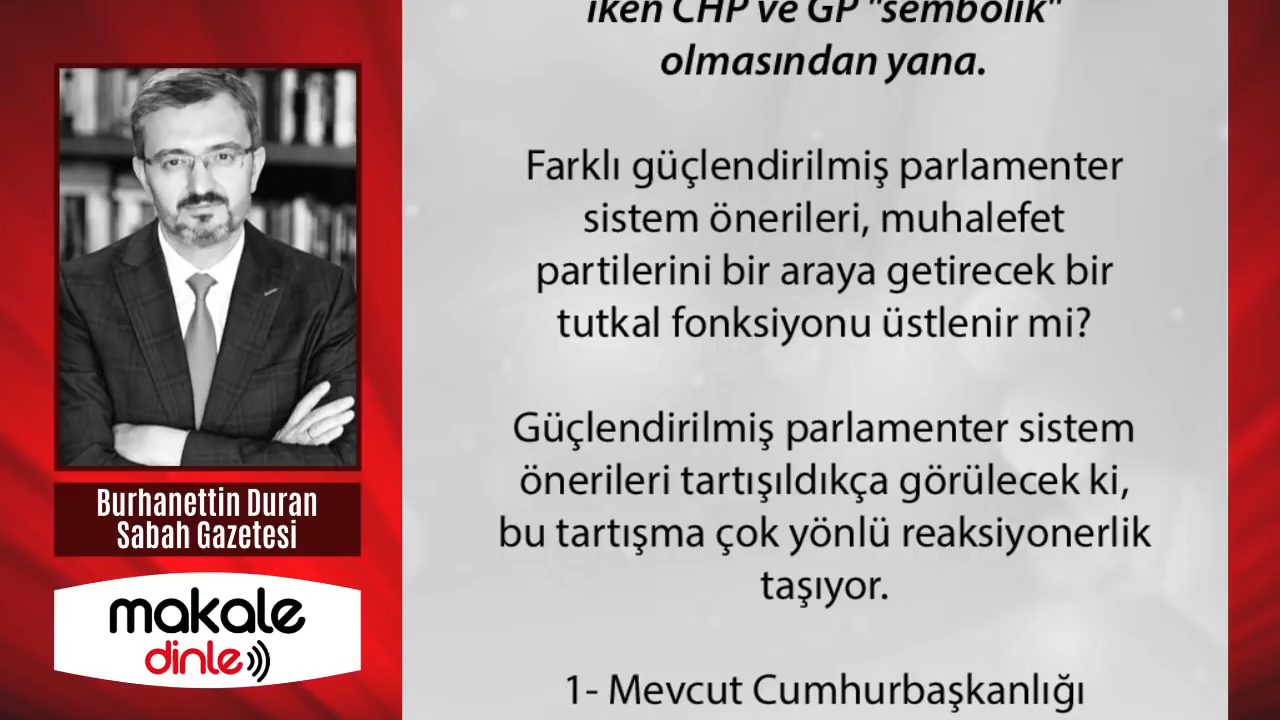 iken CHP ve GP "sembolik"
olmasından yana.
Farklı güçlendirilmiş parlamenter
sistem önerileri, muhalefet
partilerini bir araya getirecek bir
tutkal fonksiyonu üstlenir mi?
Güçlendirilmiş parlamenter sistem
önerileri tartışıldıkça görülecek ki,
bu tartışma çok yönlü reaksiyonerlik
taşıyor.
1- Mevcut Cumhurbaşkanlığı
Burhanettin Duran
Sabah Gazetesi
makale
dinle